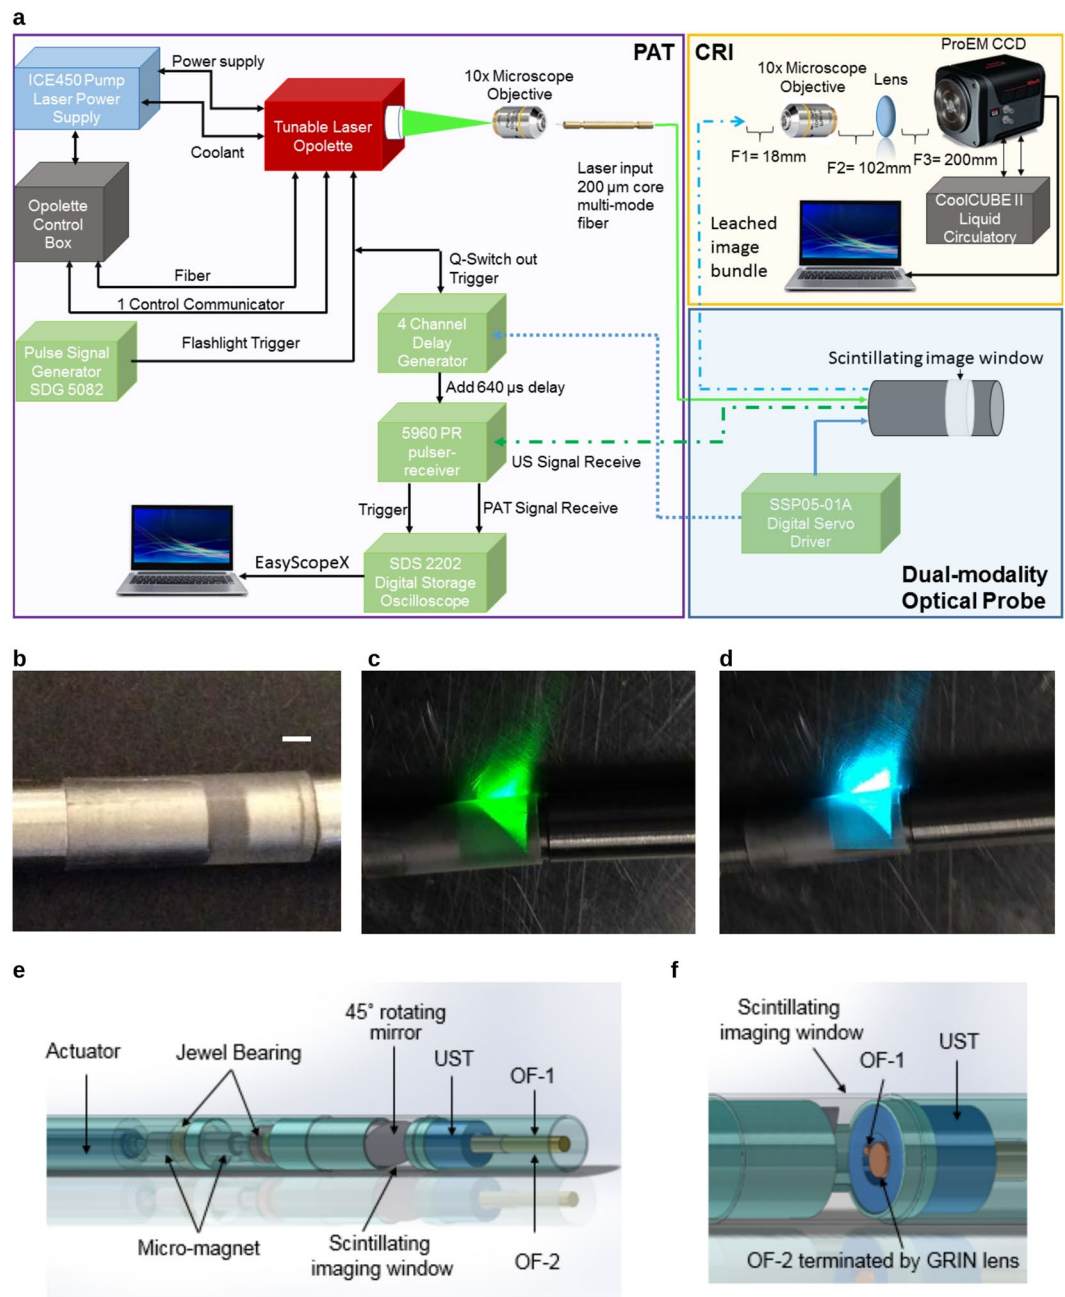 a
PAT
CRI
ICE450 Pump
Laser Power
Supply
Power supply
Coolant
Tunable Laser
Opolette
10x Microscope
Objective
Laser input
200 µm core
multi-mode
fiber
Opolette
Control
Box
Fiber
1 Control Communicator
Q-Switch out
Trigger
Pulse Signal
Generator
SDG 5082
Flashlight Trigger
4 Channel
Delay
Generator
Add 640 µs delay
5960 PR
pulser-
receiver
US Signal Receive
Trigger
PAT Signal Receive
EasyScopeX
SDS 2202
Digital Storage
Oscilloscope
ProEM CCD
10x Microscope
Objective
Lens
F1= 18mm
F2= 102mm
F3= 200mm
CoolCUBE II
Liquid
Circulatory
Leached
image
bundle
Scintillating image window
SSP05-01A
Digital Servo
Driver
Dual-modality
Optical Probe
b
c
d
e
Actuator
Jewel Bearing
45° rotating
mirror
UST
OF-1
Micro-magnet
Scintillating
imaging window
OF-2
f
Scintillating
imaging window
OF-1
UST
OF-2 terminated by GRIN lens